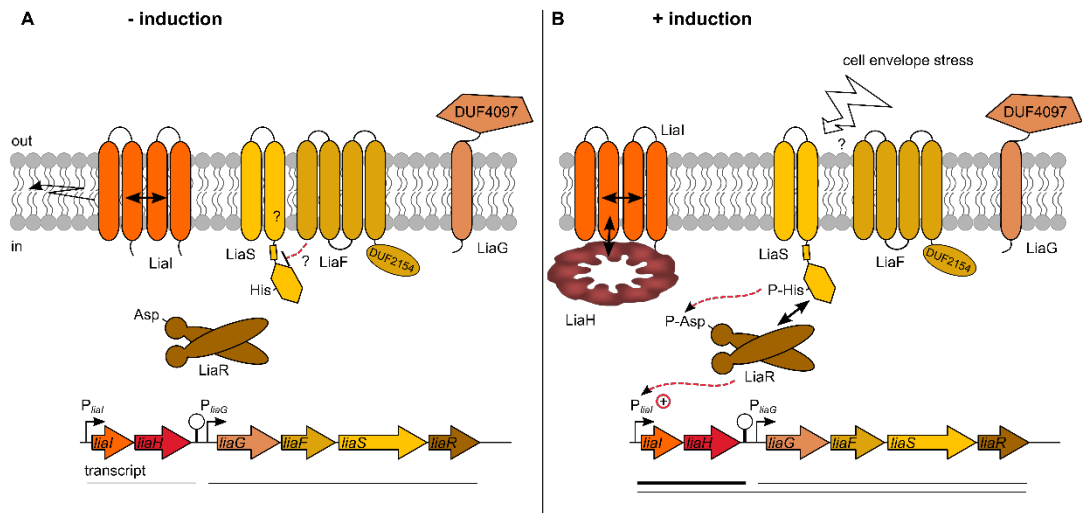 A
- induction
DUF4097
out
in
LiaI
?
LiaS
?
LiaF
DUF2154
LiaG
His
Asp
LiaR
PliaI
PliaG
liaI
liaH
liaG
liaF
liaS
liaR
transcript
B
+ induction
cell envelope stress
DUF4097
LiaI
?
LiaS
LiaF
DUF2154
LiaG
LiaH
P-His
P-Asp
LiaR
PliaI
+
PliaG
liaI
liaH
liaG
liaF
liaS
liaR